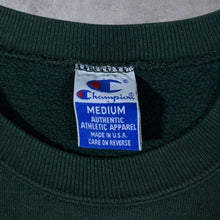 Champion
MEDIUM
AUTHENTIC
ATHLETIC APPAREL
MADE IN U.S.A.
CARE ON REVERSE